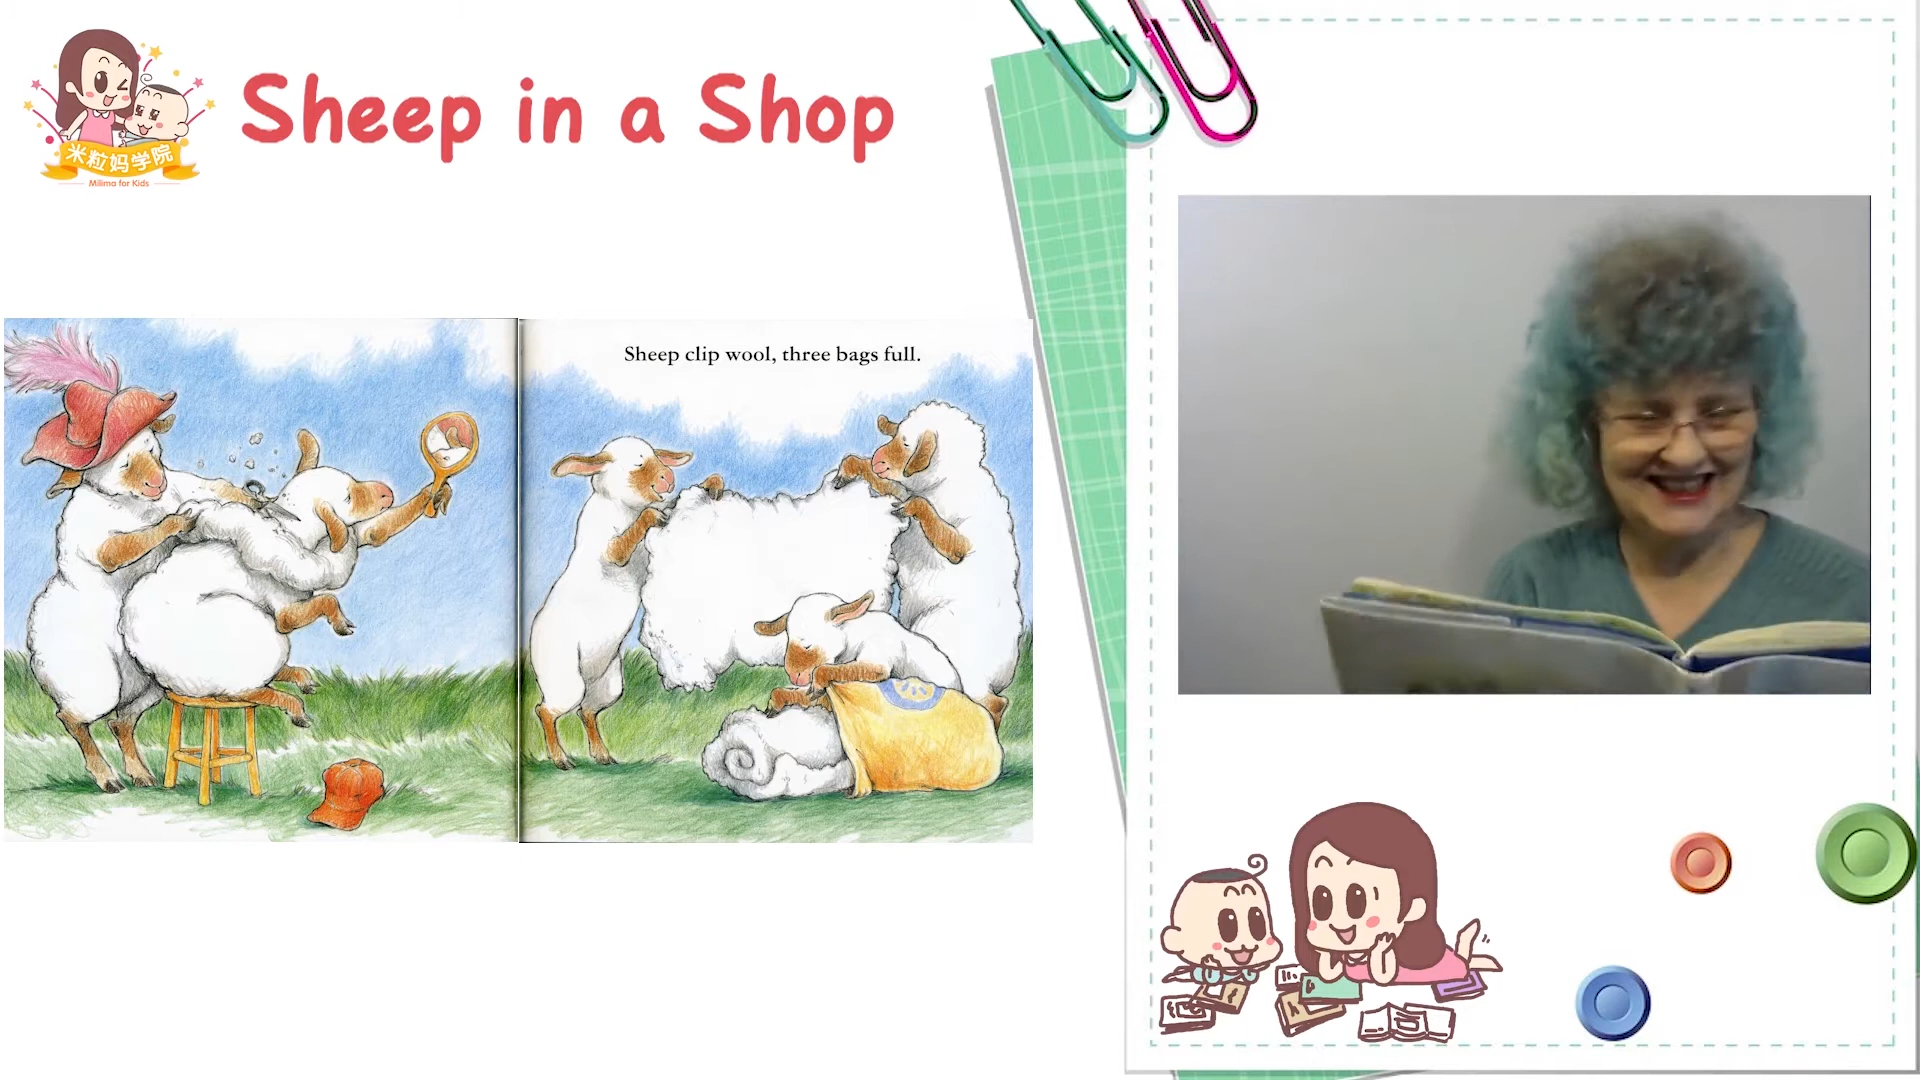 Sheep in a Shop
米粒妈学院
Milima for Kids
Sheep clip wool, three bags full.